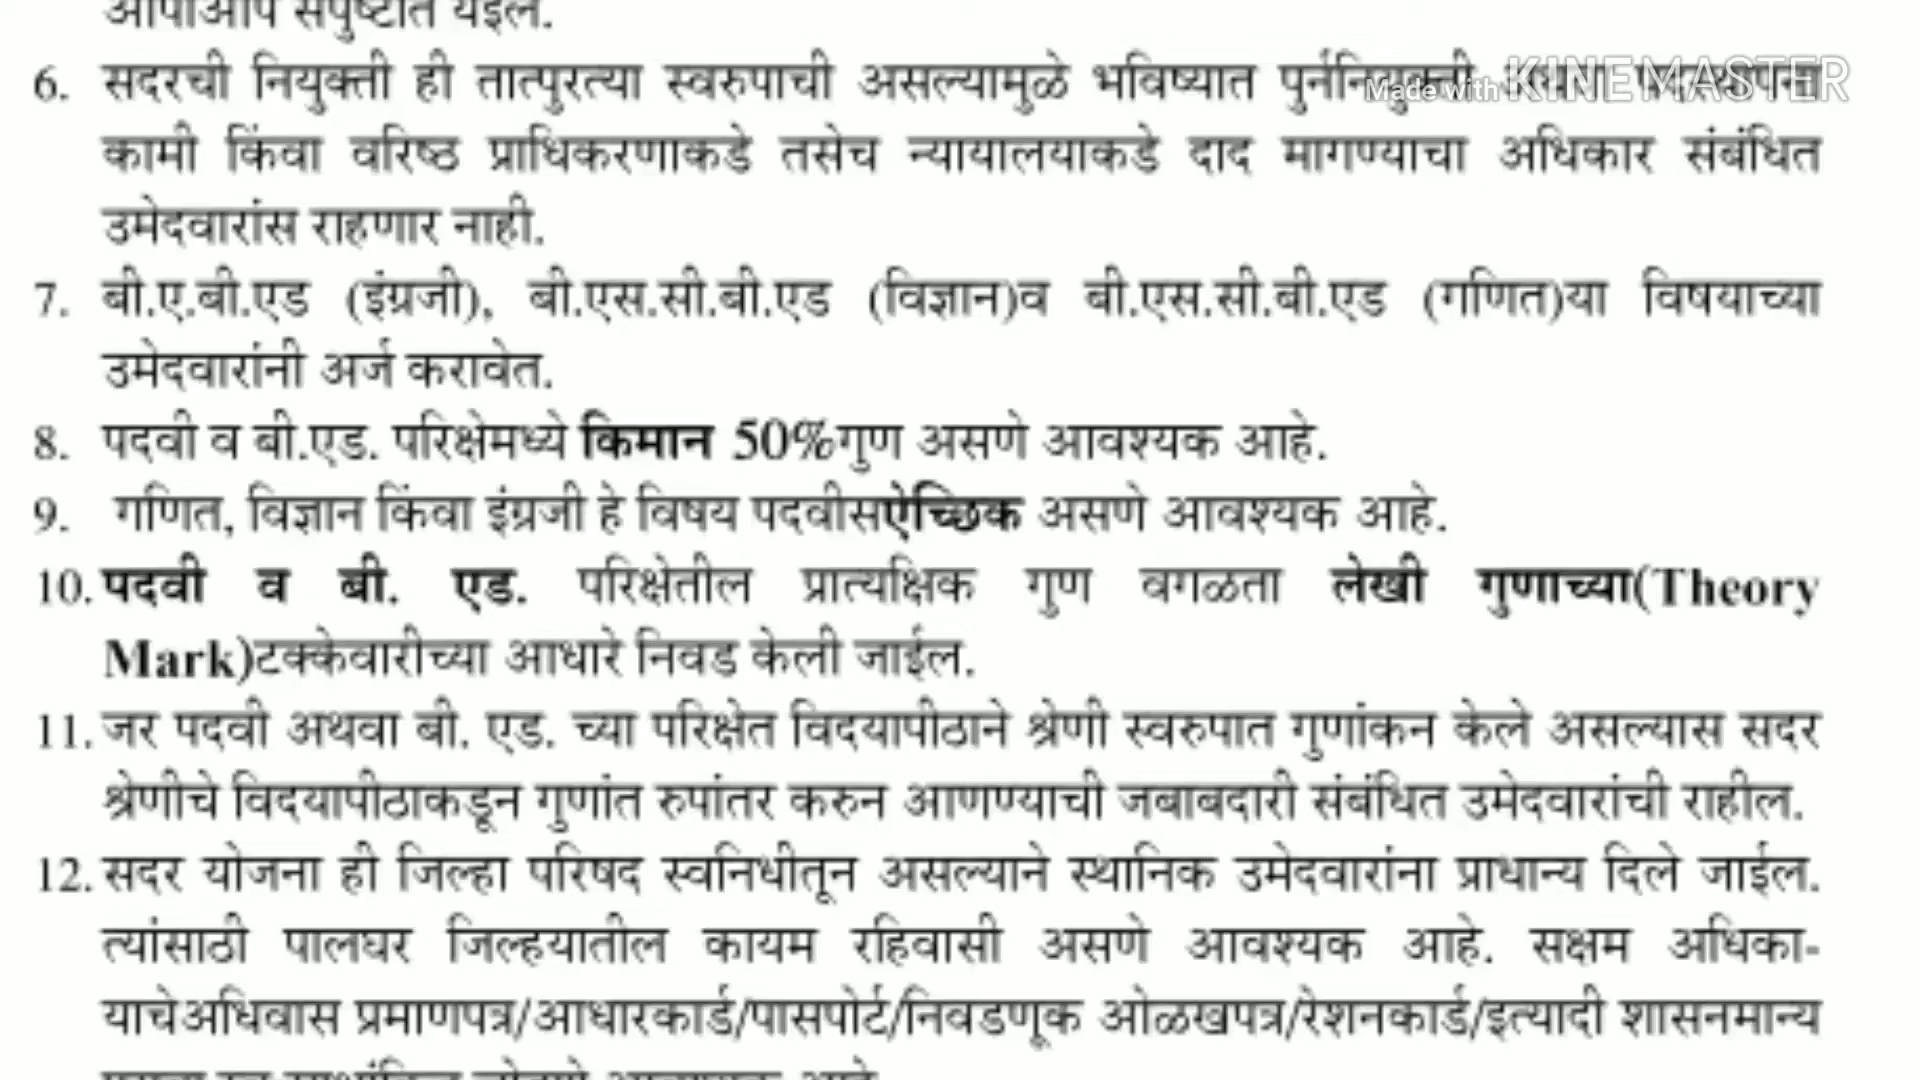 आपोआप संपुष्टात येईल.
6. सदरची नियुक्ती ही तात्पुरत्या स्वरुपाची असल्यामुळे भविष्यात पुर्ननियुक्ती
Made with KINEMASTER
कामी किंवा वरिष्ठ प्राधिकरणाकडे तसेच न्यायालयाकडे दाद मागण्याचा अधिकार संबंधित
उमेदवारांस राहणार नाही.
7. बी.ए.बी.एड (इंग्रजी), बी.एस.सी.बी.एड (विज्ञान)व बी.एस.सी.बी.एड (गणित)या विषयाच्या
उमेदवारांनी अर्ज करावेत.
8. पदवी व बी.एड. परिक्षेमध्ये किमान 50%गुण असणे आवश्यक आहे.
9. गणित, विज्ञान किंवा इंग्रजी हे विषय पदवीसऐच्छिक असणे आवश्यक आहे.
10. पदवी व बी. एड. परिक्षेतील प्रात्यक्षिक गुण वगळता लेखी गुणाच्या(Theory
Mark)टक्केवारीच्या आधारे निवड केली जाईल.
11. जर पदवी अथवा बी. एड. च्या परिक्षेत विदयापीठाने श्रेणी स्वरुपात गुणांकन केले असल्यास सदर
श्रेणीचे विदयापीठाकडून गुणांत रुपांतर करुन आणण्याची जबाबदारी संबंधित उमेदवारांची राहील.
12. सदर योजना ही जिल्हा परिषद स्वनिधीतून असल्याने स्थानिक उमेदवारांना प्राधान्य दिले जाईल.
त्यांसाठी पालघर जिल्हयातील कायम रहिवासी असणे आवश्यक आहे. सक्षम अधिका-
याचेअधिवास प्रमाणपत्र/आधारकार्ड/पासपोर्ट/निवडणूक ओळखपत्र/रेशनकार्ड/इत्यादी शासनमान्य